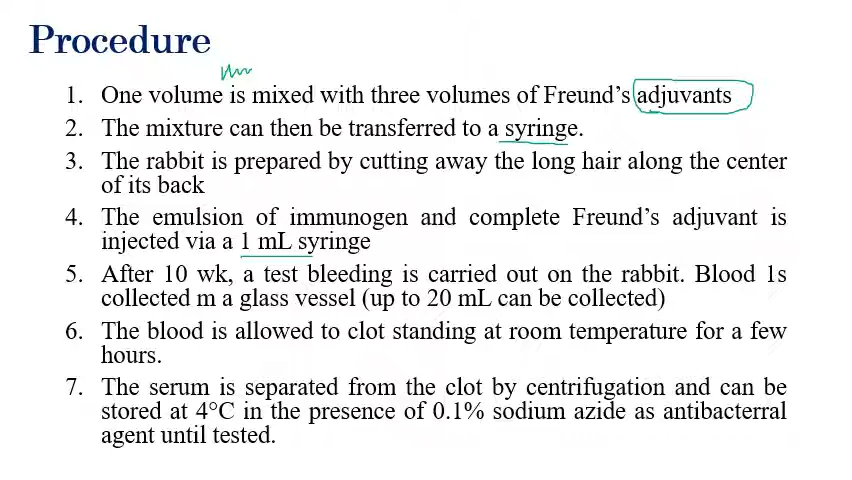 Procedure
1. One volume is mixed with three volumes of Freund's adjuvants
2. The mixture can then be transferred to a syringe.
3. The rabbit is prepared by cutting away the long hair along the center
of its back
4. The emulsion of immunogen and complete Freund's adjuvant is
injected via a 1 mL syringe
5. After 10 wk, a test bleeding is carried out on the rabbit. Blood 1s
collected m a glass vessel (up to 20 mL can be collected)
6. The blood is allowed to clot standing at room temperature for a few
hours.
7. The serum is separated from the clot by centrifugation and can be
stored at 4°C in the presence of 0.1% sodium azide as antibacterral
agent until tested.